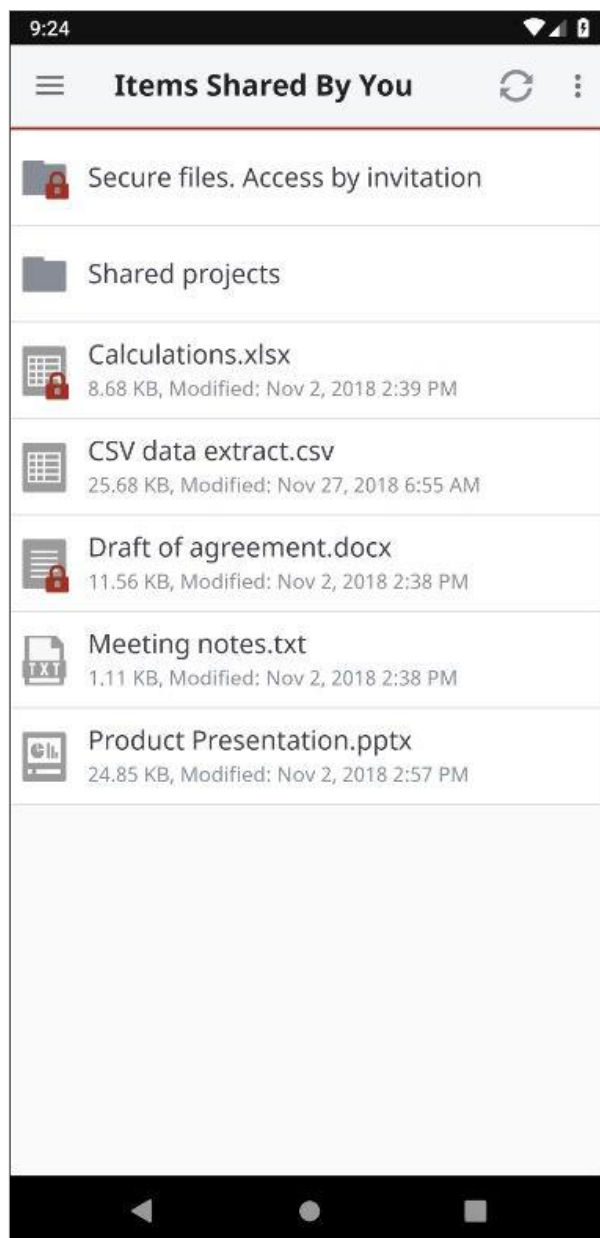 9:24
Items Shared By You
Secure files. Access by invitation
Shared projects
Calculations.xlsx
8.68 KB, Modified: Nov 2, 2018 2:39 PM
CSV data extract.csv
25.68 KB, Modified: Nov 27, 2018 6:55 AM
Draft of agreement.docx
11.56 KB, Modified: Nov 2, 2018 2:38 PM
Meeting notes.txt
TXT
1.11 KB, Modified: Nov 2, 2018 2:38 PM
Product Presentation.pptx
24.85 KB, Modified: Nov 2, 2018 2:57 PM